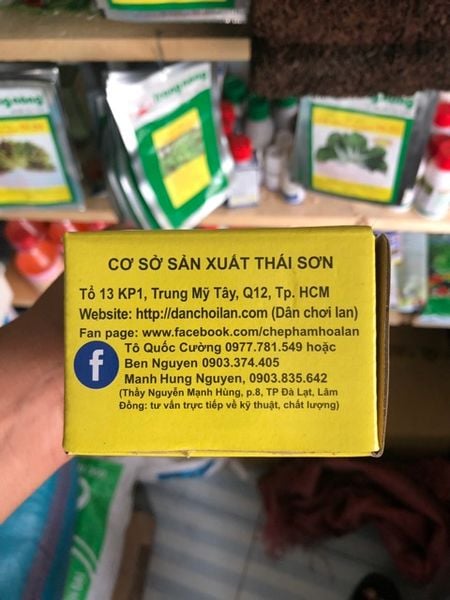 CƠ SỞ SẢN XUẤT THÁI SƠN
Tổ 13 KP1, Trung Mỹ Tây, Q12, Tp. HCM
Website: http://danchoilan.com (Dân chơi lan)
Fan page: www.facebook.com/chephamhoalan
f
Tô Quốc Cường 0977.781.549 hoặc
Ben Nguyen 0903.374.405
Manh Hung Nguyen, 0903.835.642
(Thầy Nguyễn Mạnh Hùng, p.8, TP Đà Lạt, Lâm
Đồng: tư vấn trực tiếp về kỹ thuật, chất lượng)